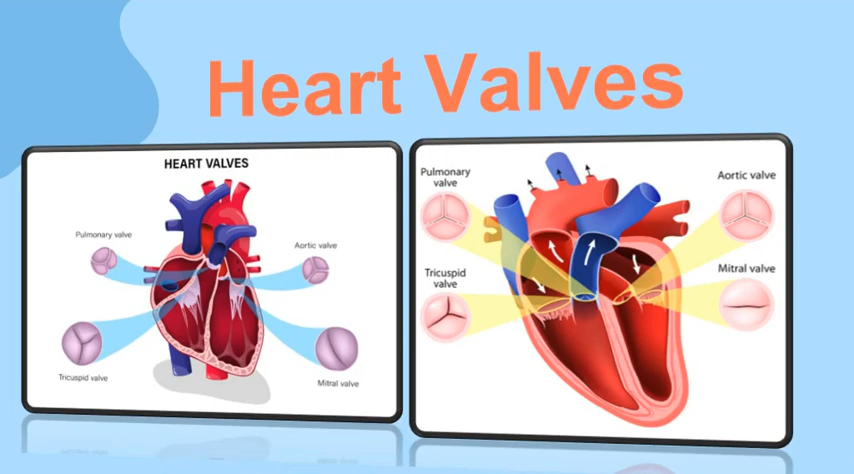 Heart Valves
HEART VALVES
Pulmonary valve
Aortic valve
Tricuspid valve
Mitral valve
Pulmonary
valve
Aortic valve
Tricuspid
valve
Mitral valve